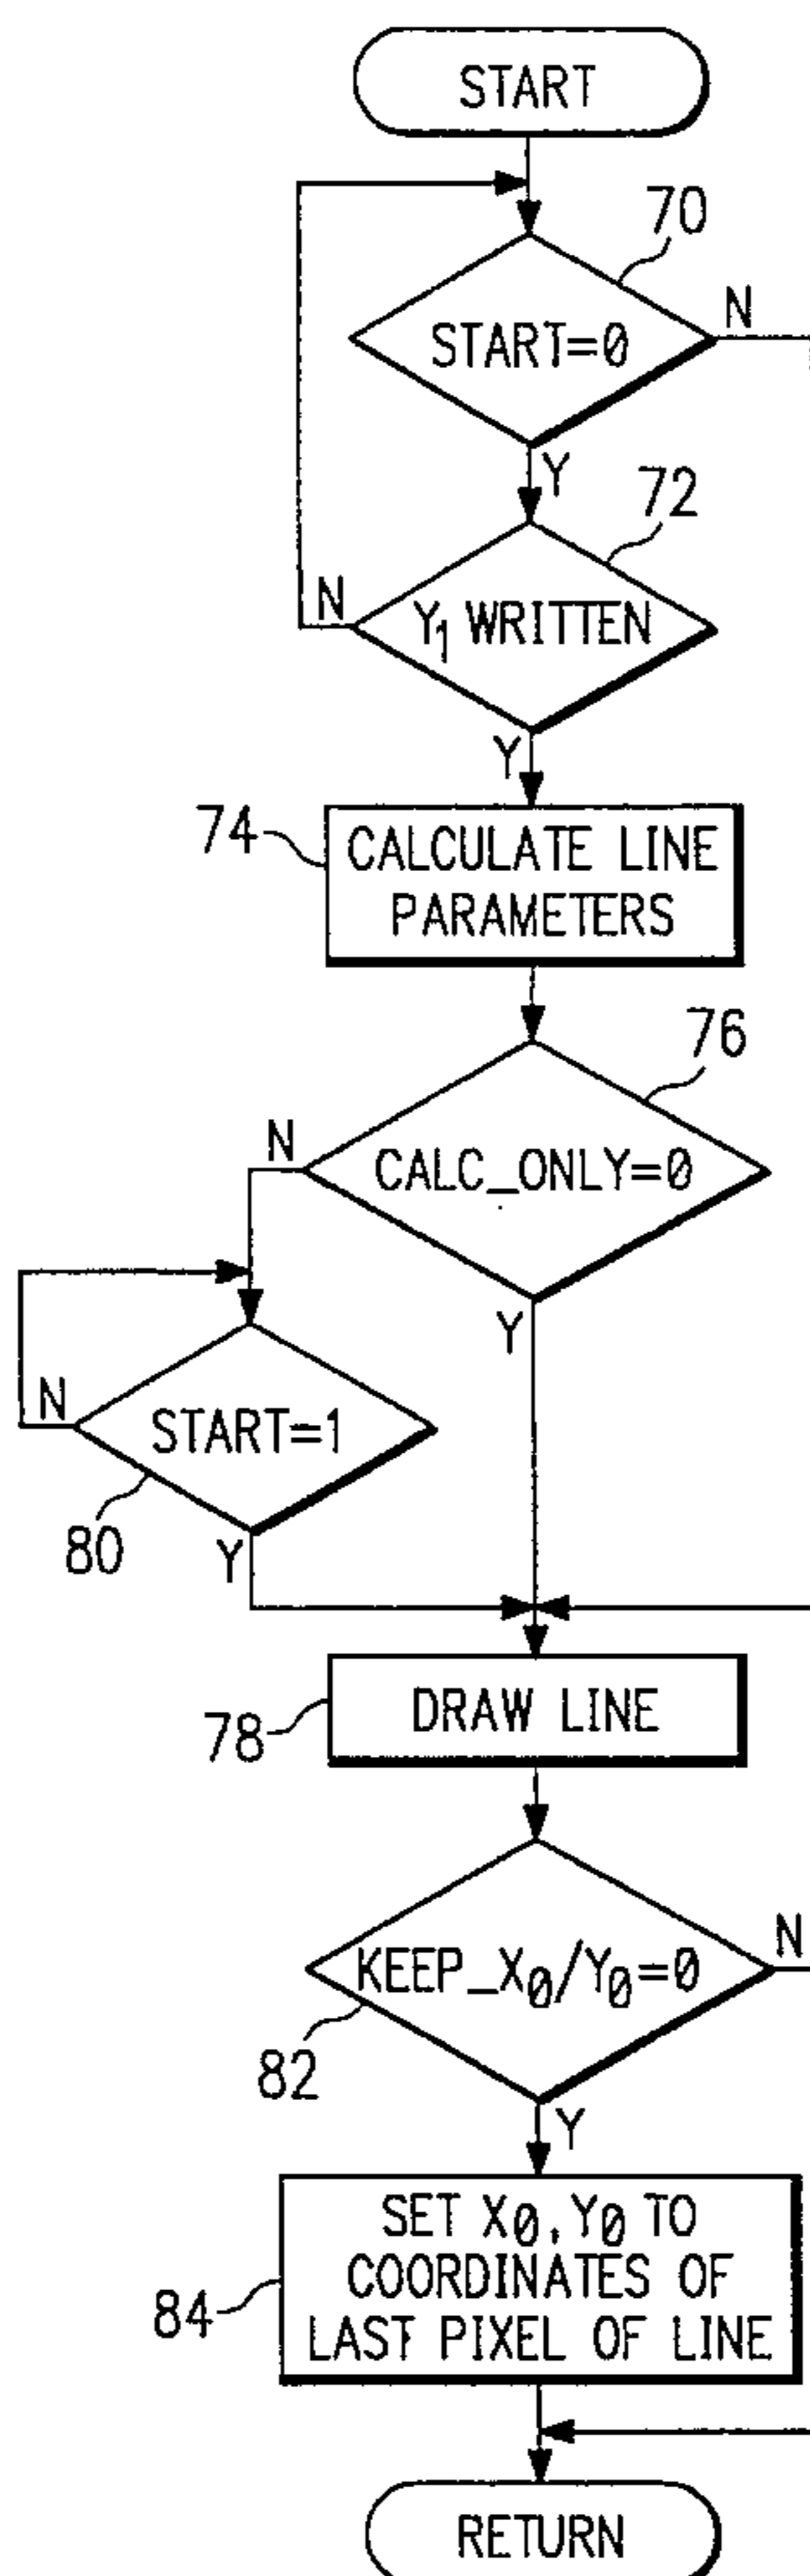 START
70
START=0
N
Y
72
Y1 WRITTEN
N
Y
74
CALCULATE LINE
PARAMETERS
76
CALC_ONLY=0
N
Y
START=1
N
80
Y
78
DRAW LINE
KEEP_X0/Y0=0
N
82
Y
84
SET X0, Y0 TO
COORDINATES OF
LAST PIXEL OF LINE
RETURN